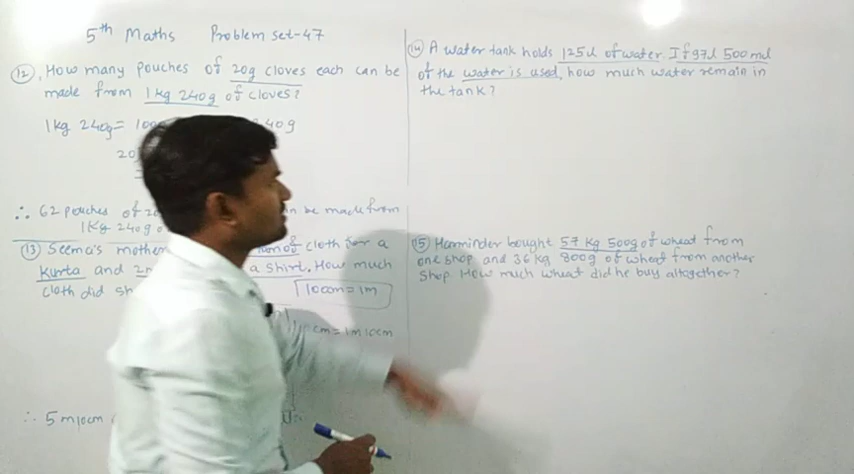 5th Maths Problem set-47
(12) How many pouches of 20g cloves each can be
made from 1kg 240g of cloves?
1kg 240g = 100 40g
20
∴ 62 pouches of 20 n be made from
1kg 240g o
(13) Seema's mother of cloth for a
Kurta and 2 a shirt. How much
cloth did sh
100cm = 1m
cm = 1m 10cm
∴ 5m10cm
(14) A water tank holds 125l of water. If 97l 500ml
of the water is used, how much water remain in
the tank?
(15) Harminder bought 57 kg 500g of wheat from
one shop and 36 kg 800g of wheat from another
shop. How much wheat did he buy altogether?